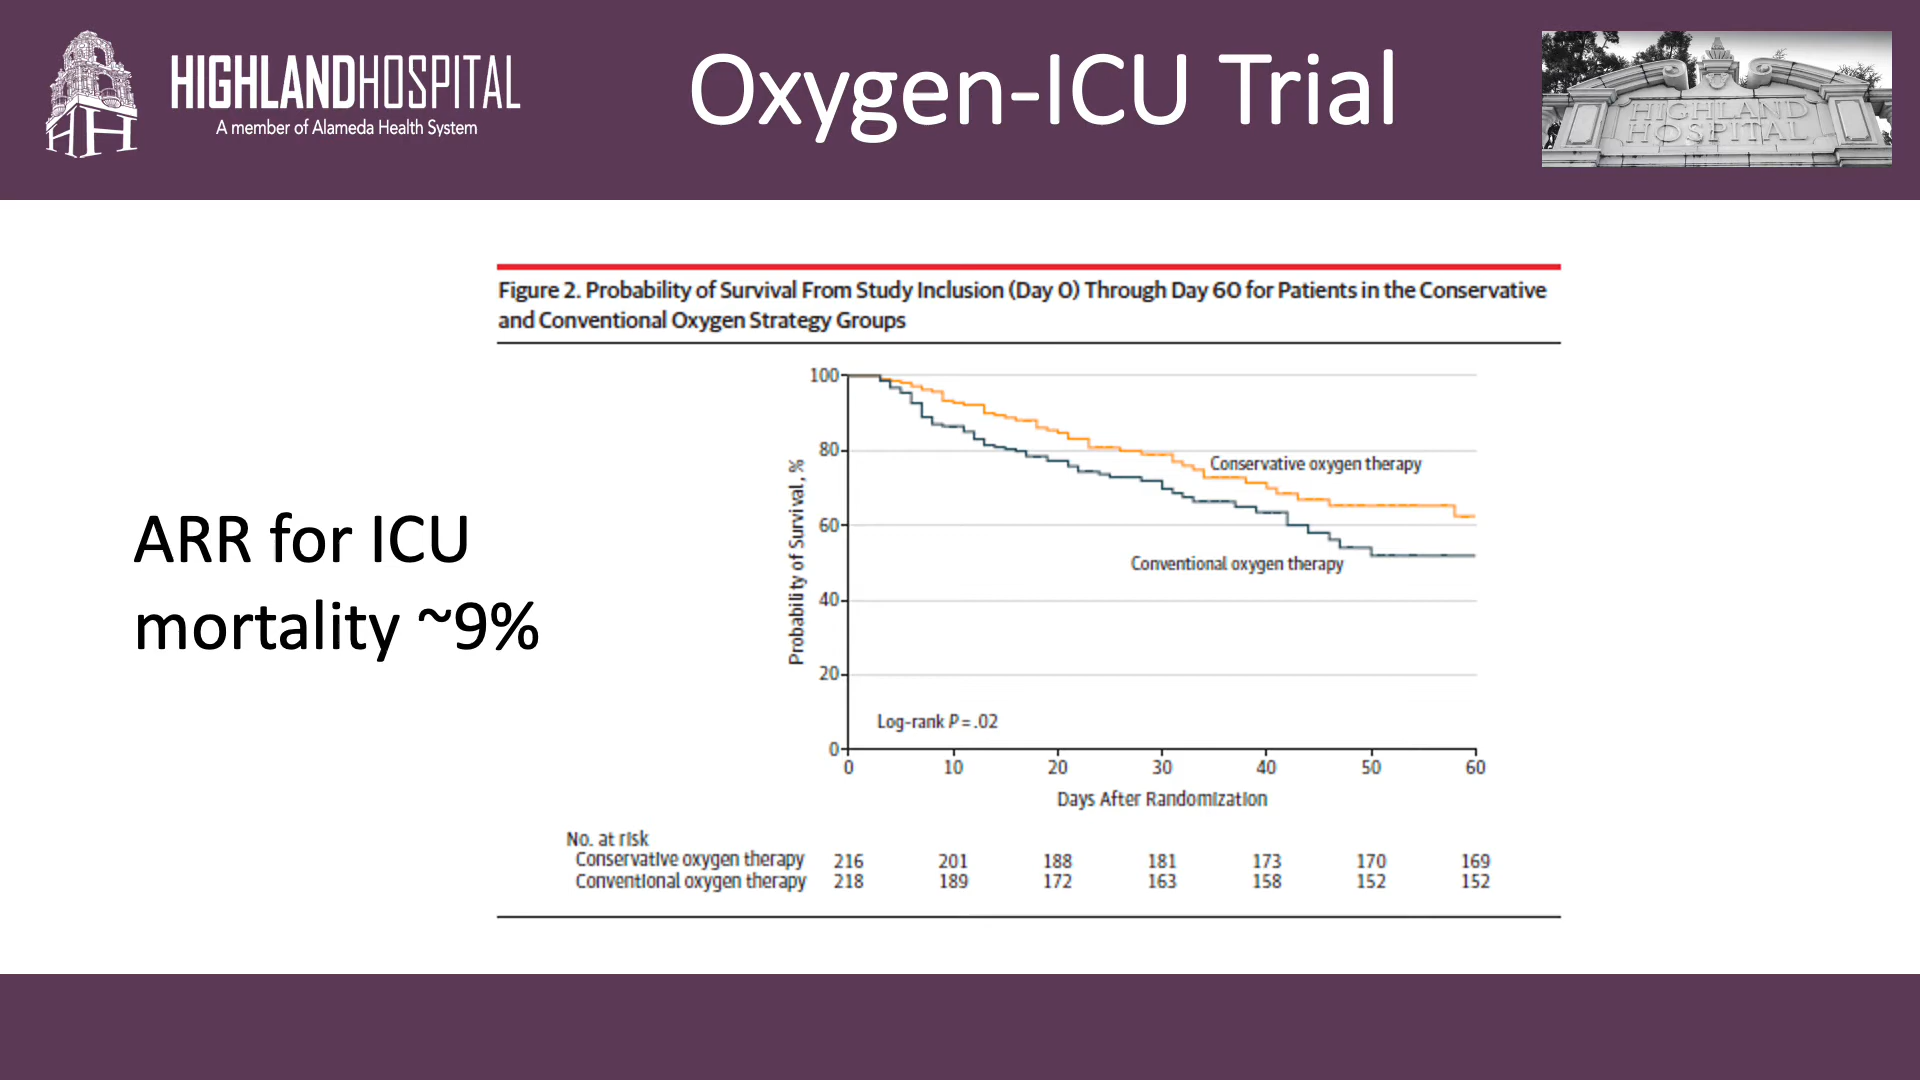 HIGHLANDHOSPITAL
A member of Alameda Health System
Oxygen-ICU Trial
HIGHLAND
HOSPITAL
ARR for ICU
mortality ~9%
Figure 2. Probability of Survival From Study Inclusion (Day 0) Through Day 60 for Patients in the Conservative
and Conventional Oxygen Strategy Groups
Probability of Survival, %
100
80
60
40
20
0
Conservative oxygen therapy
Conventional oxygen therapy
Log-rank P = .02
0 10 20 30 40 50 60
Days After Randomization
No. at risk
Conservative oxygen therapy 216 201 188 181 173 170 169
Conventional oxygen therapy 218 189 172 163 158 152 152